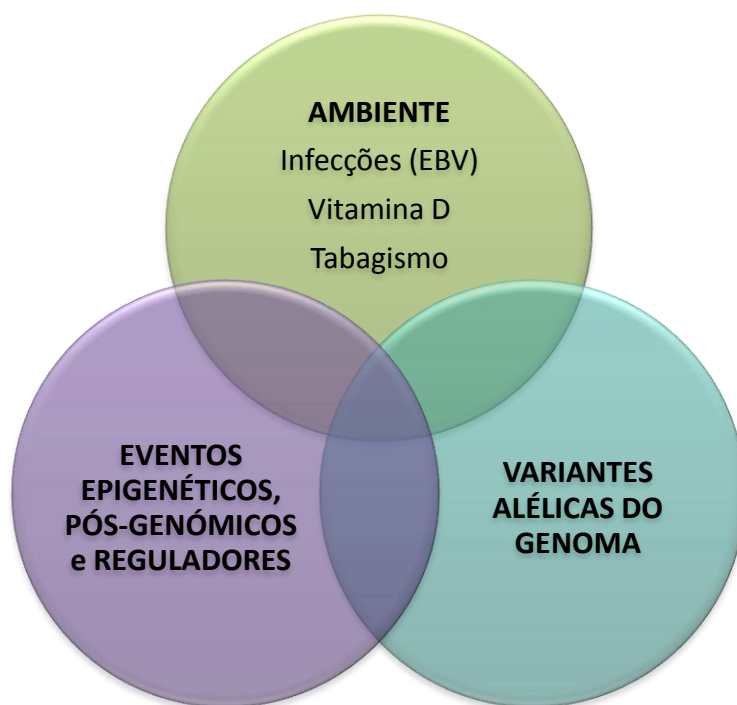 AMBIENTE
Infecções (EBV)
Vitamina D
Tabagismo
EVENTOS
EPIGENÉTICOS,
PÓS-GENÓMICOS
e REGULADORES
VARIANTES
ALÉLICAS DO
GENOMA